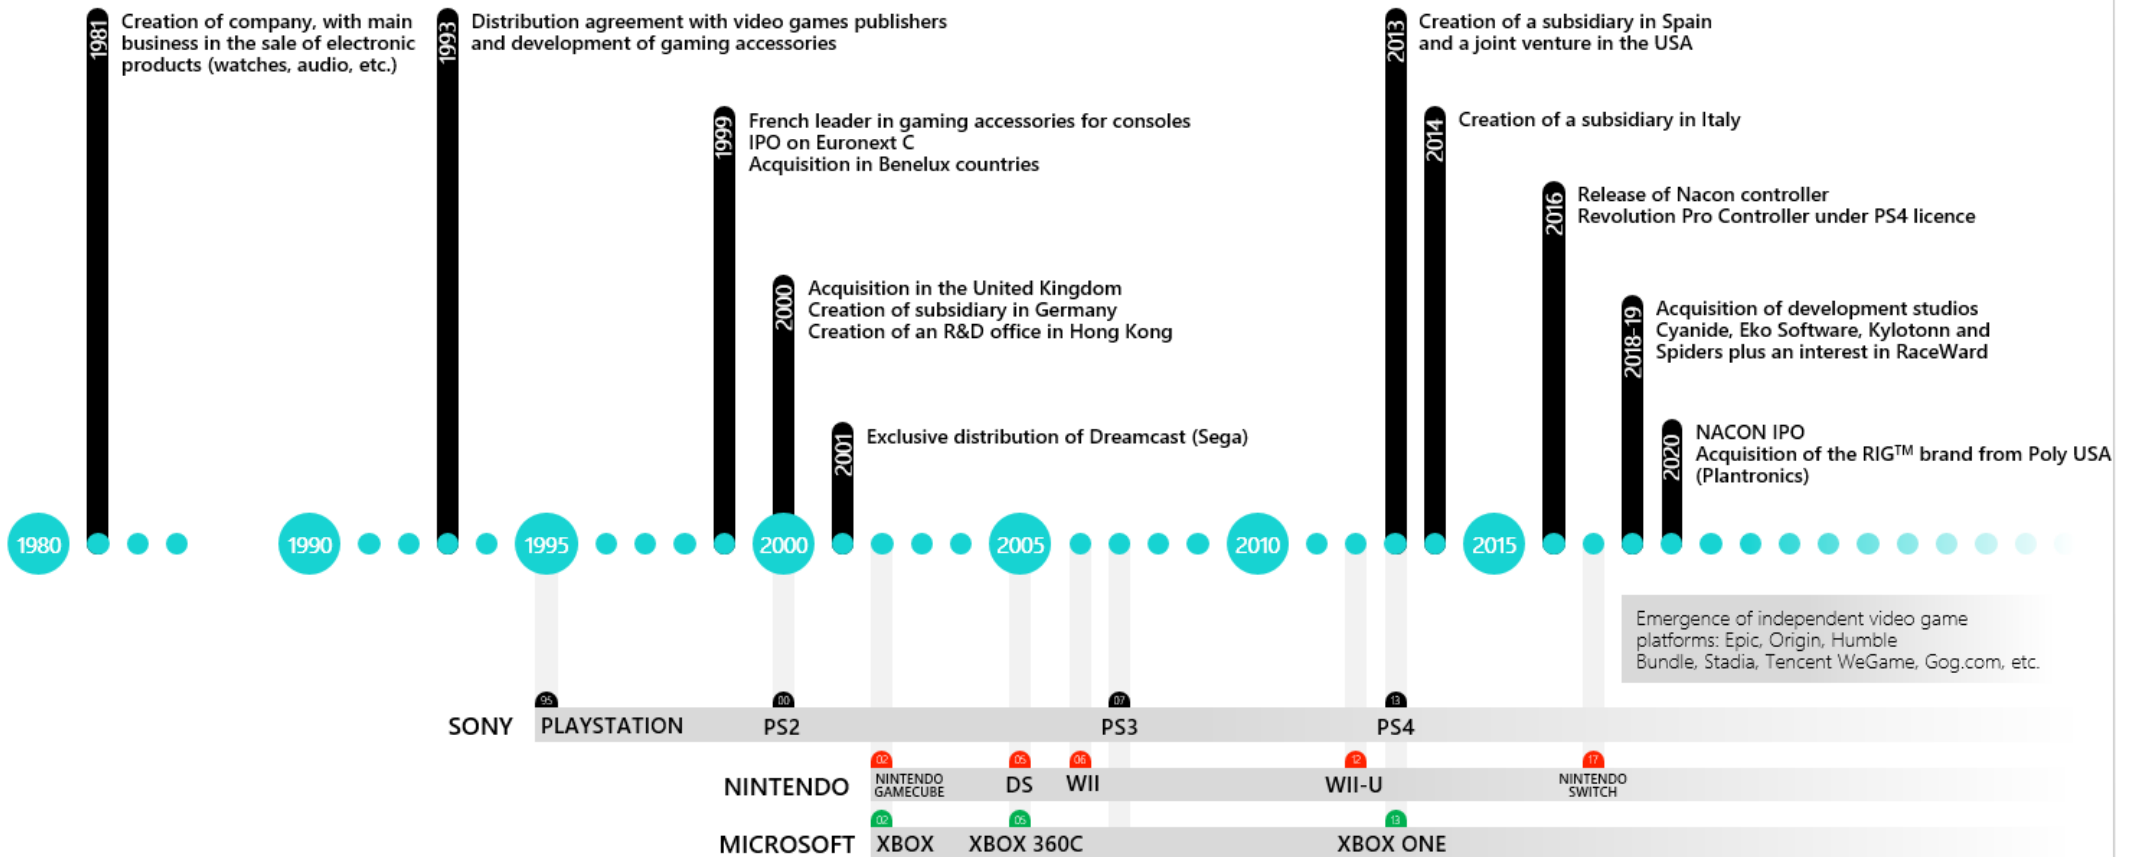 1981
Creation of company, with main
business in the sale of electronic
products (watches, audio, etc.)
1993
Distribution agreement with video games publishers
and development of gaming accessories
1999
French leader in gaming accessories for consoles
IPO on Euronext C
Acquisition in Benelux countries
2000
Acquisition in the United Kingdom
Creation of subsidiary in Germany
Creation of an R&D office in Hong Kong
2001
Exclusive distribution of Dreamcast (Sega)
2013
Creation of a subsidiary in Spain
and a joint venture in the USA
2014
Creation of a subsidiary in Italy
2016
Release of Nacon controller
Revolution Pro Controller under PS4 licence
2018-19
Acquisition of development studios
Cyanide, Eko Software, Kylotonn and
Spiders plus an interest in RaceWard
2020
NACON IPO
Acquisition of the RIG™ brand from Poly USA
(Plantronics)
1980 1990 1995 2000 2005 2010 2015
Emergence of independent video game
platforms: Epic, Origin, Humble
Bundle, Stadia, Tencent WeGame, Gog.com, etc.
95 00 07 13
SONY PLAYSTATION PS2 PS3 PS4
02 05 06 12 17
NINTENDO
NINTENDO
GAMECUBE
DS WII WII-U
NINTENDO
SWITCH
02 05 13
MICROSOFT XBOX XBOX 360C XBOX ONE